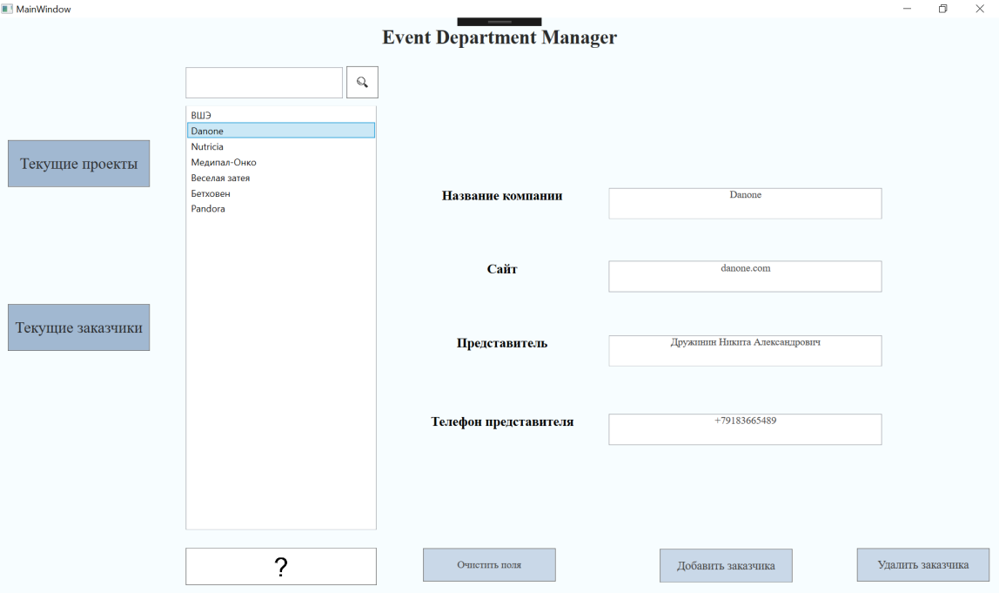 MainWindow
Event Department Manager
ВШЭ
Danone
Nutricia
Медипал-Онко
Веселая затея
Бетховен
Pandora
Текущие проекты
Текущие заказчики
Название компании
Danone
Сайт
danone.com
Представитель
Дружинин Никита Александрович
Телефон представителя
+79183665489
?
Очистить поля
Добавить заказчика
Удалить заказчика